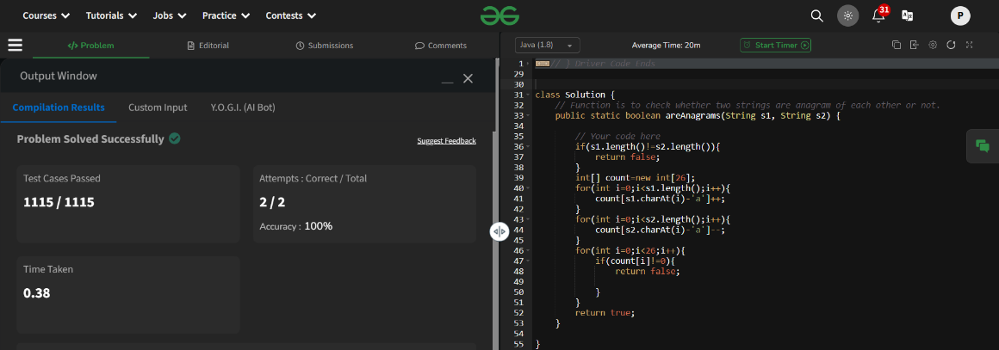 Courses Tutorials Jobs Practice Contests 31 P
Problem Editorial Submissions Comments
Output Window
Compilation Results Custom Input Y.O.G.I. (AI Bot)
Problem Solved Successfully Suggest Feedback
Test Cases Passed Attempts : Correct / Total
1115 / 1115 2 / 2
Accuracy : 100%
Time Taken
0.38
Java (1.8) Average Time: 20m Start Timer
1 // } Driver Code Ends
29
30
31 class Solution {
32 // Function is to check whether two strings are anagram of each other or not.
33 public static boolean areAnagrams(String s1, String s2) {
34
35 // Your code here
36 if(s1.length()!=s2.length()){
37 return false;
38 }
39 int[] count=new int[26];
40 for(int i=0;i<s1.length();i++){
41 count[s1.charAt(i)-'a']++;
42 }
43 for(int i=0;i<s2.length();i++){
44 count[s2.charAt(i)-'a']--;
45 }
46 for(int i=0;i<26;i++){
47 if(count[i]!=0){
48 return false;
49
50 }
51 }
52 return true;
53 }
54
55 }